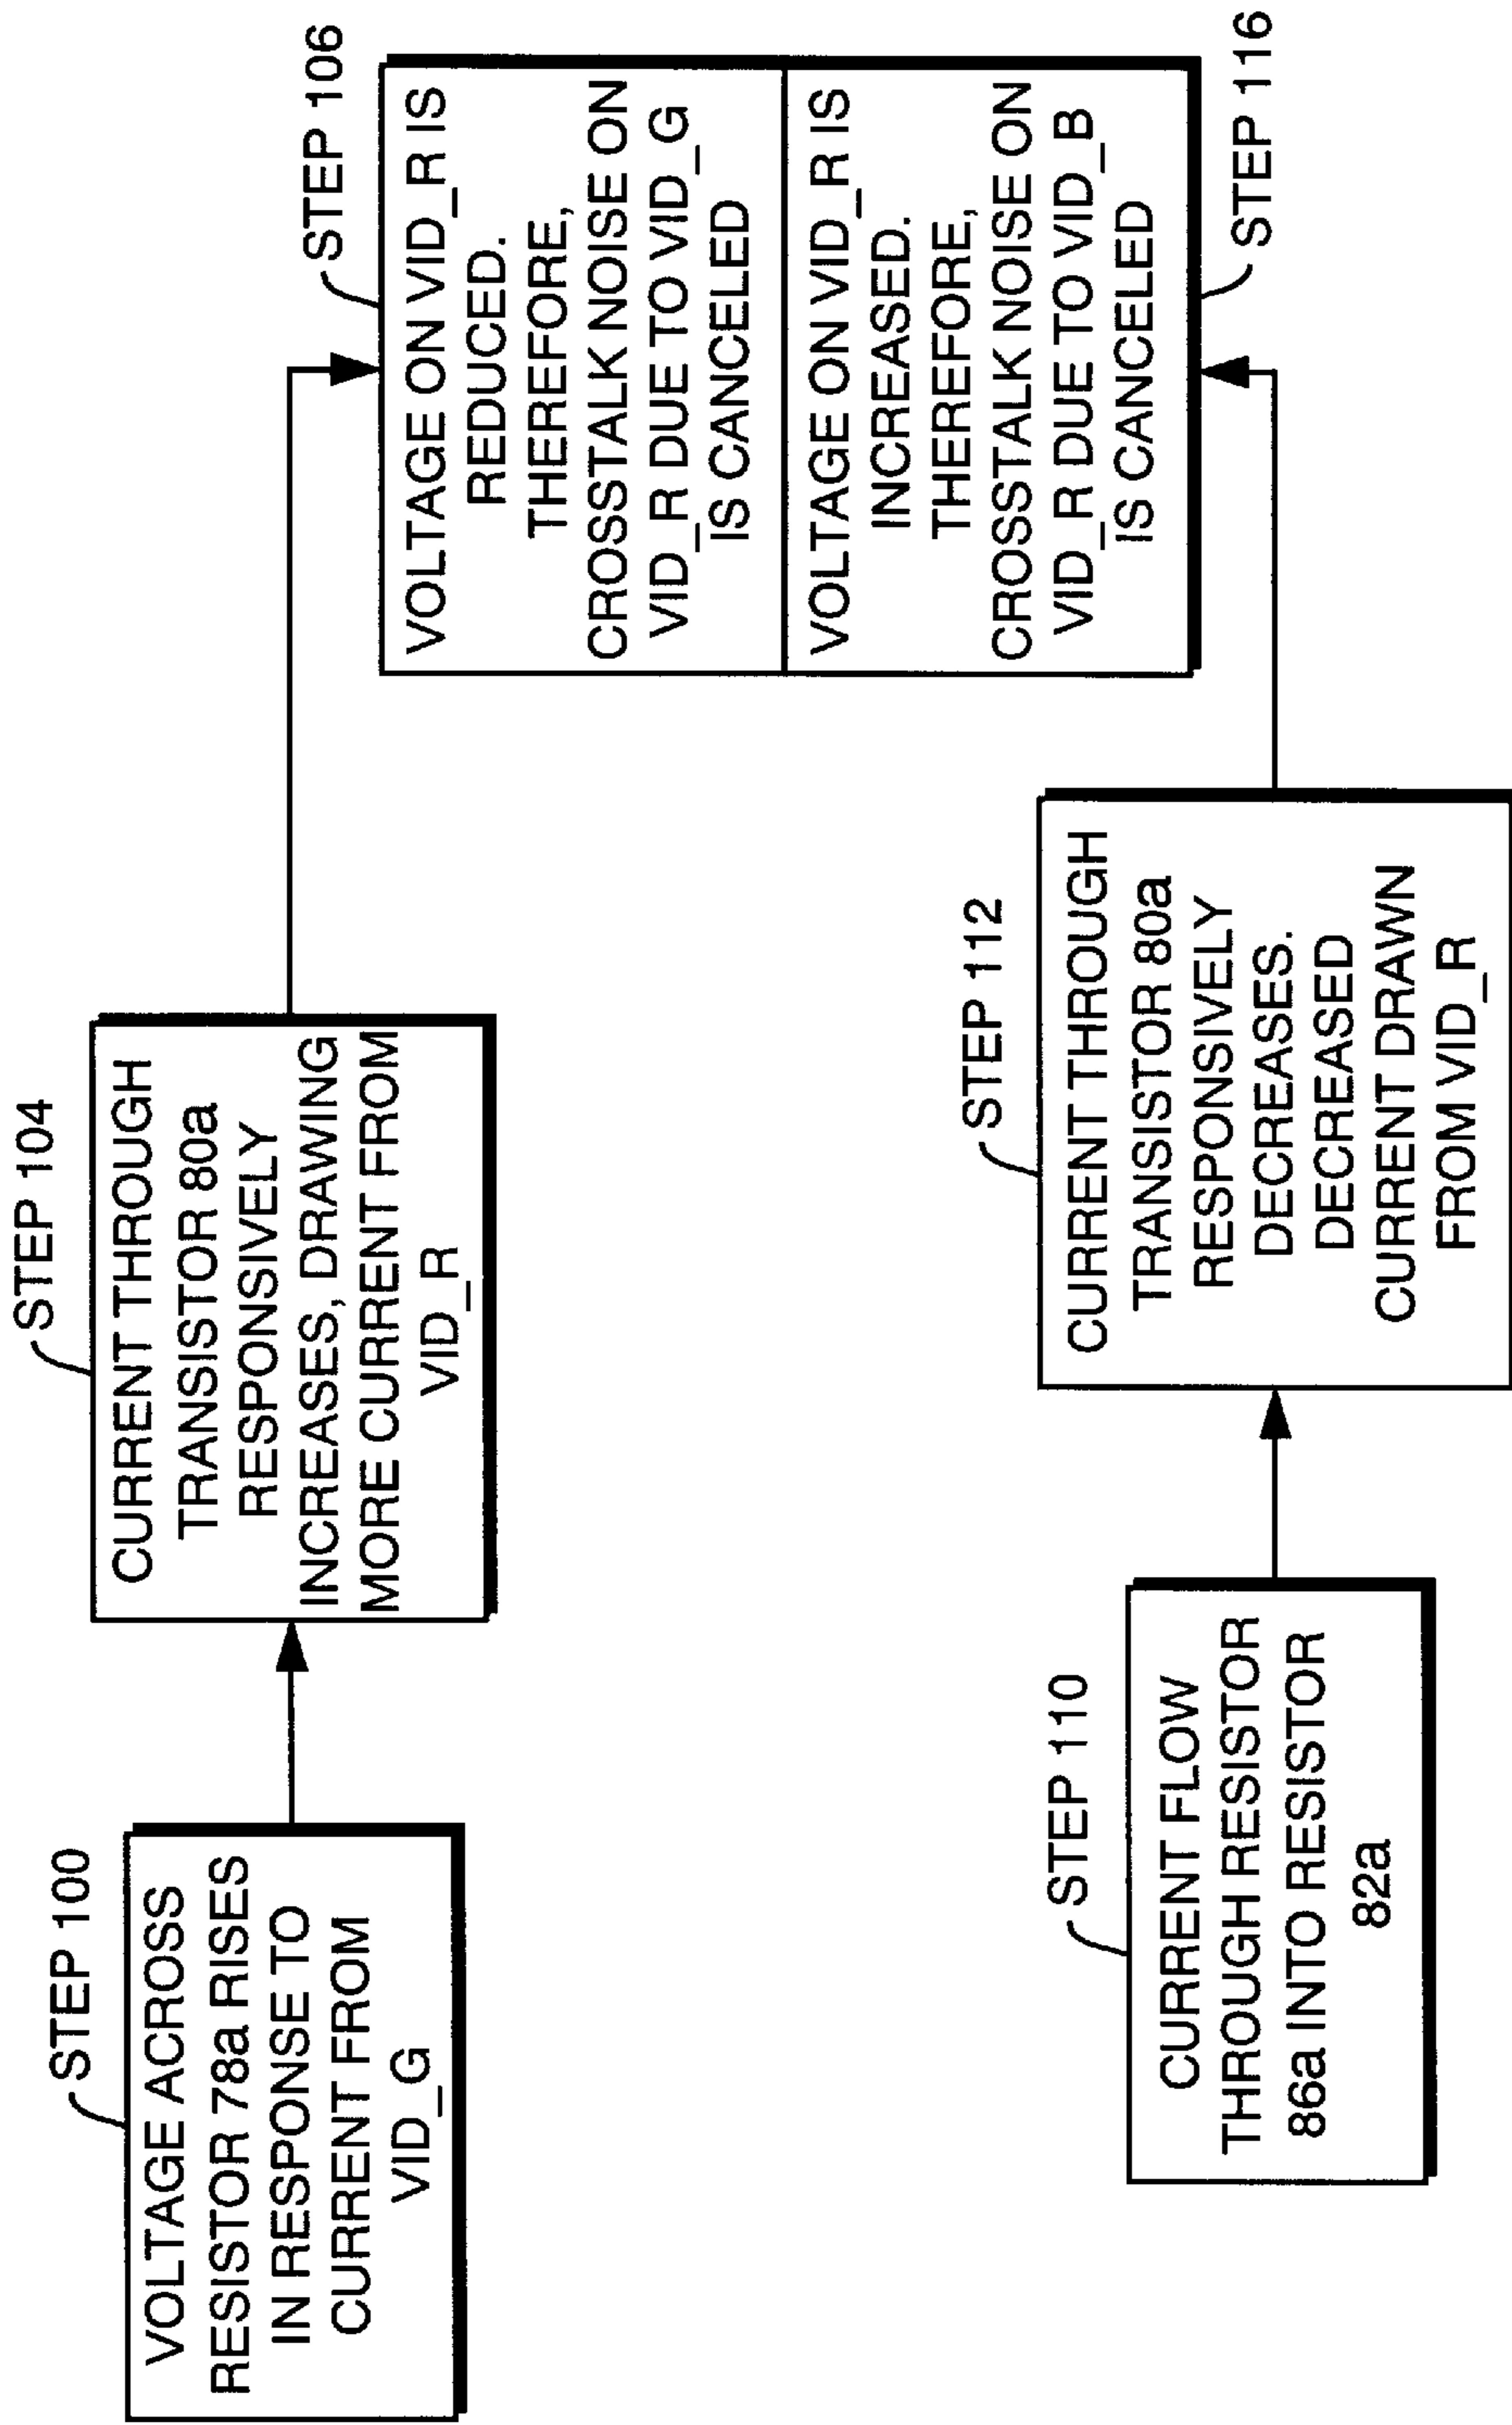 STEP 100
VOLTAGE ACROSS
RESISTOR 78a RISES
IN RESPONSE TO
CURRENT FROM
VID_G
STEP 104
CURRENT THROUGH
TRANSISTOR 80a
RESPONSIVELY
INCREASES, DRAWING
MORE CURRENT FROM
VID_R
STEP 106
VOLTAGE ON VID_R IS
REDUCED.
THEREFORE,
CROSSTALK NOISE ON
VID_R DUE TO VID_G
IS CANCELED
VOLTAGE ON VID_R IS
INCREASED.
THEREFORE,
CROSSTALK NOISE ON
VID_R DUE TO VID_B
IS CANCELED
STEP 116
STEP 110
CURRENT FLOW
THROUGH RESISTOR
86a INTO RESISTOR
82a
STEP 112
CURRENT THROUGH
TRANSISTOR 80a
RESPONSIVELY
DECREASES.
DECREASED
CURRENT DRAWN
FROM VID_R